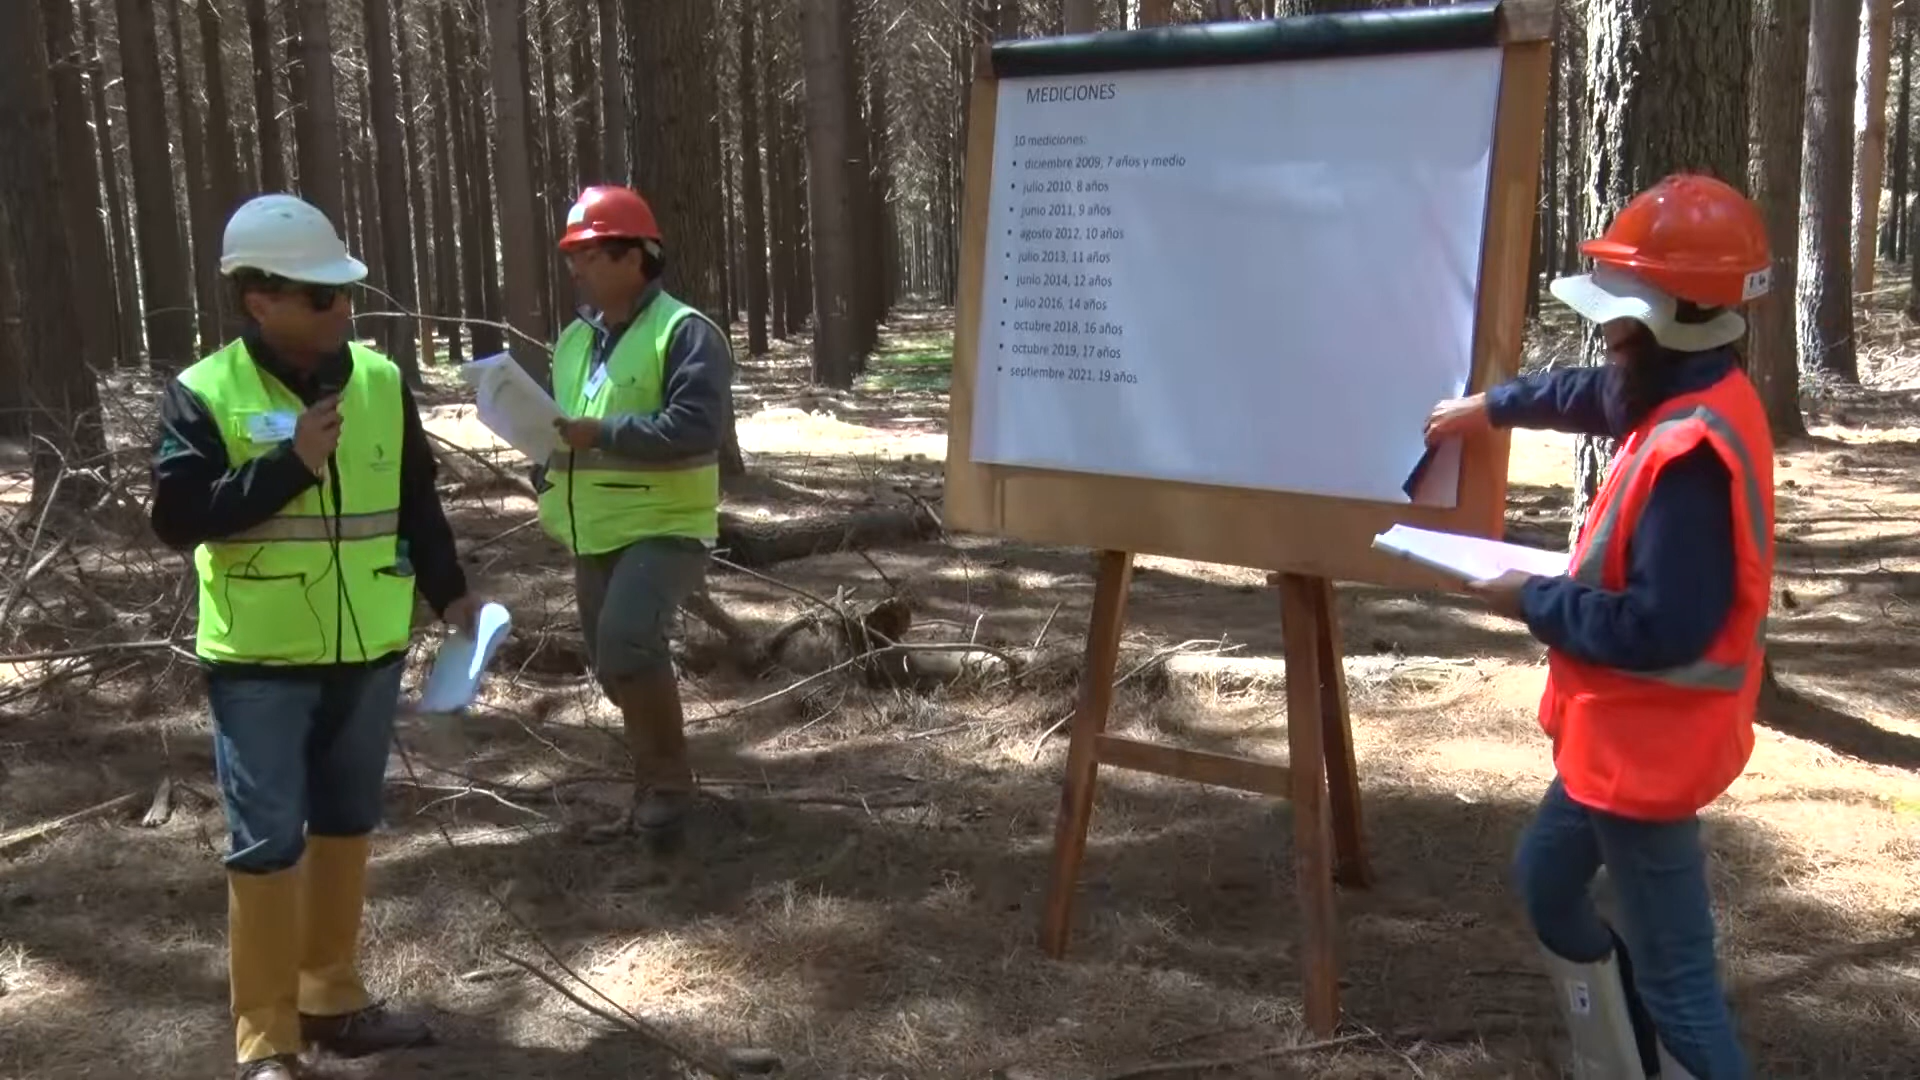 MEDICIONES
10 mediciones:
• diciembre 2009, 7 años y medio
• julio 2010, 8 años
• junio 2011, 9 años
• agosto 2012, 10 años
• julio 2013, 11 años
• junio 2014, 12 años
• julio 2016, 14 años
• octubre 2018, 16 años
• octubre 2019, 17 años
• septiembre 2021, 19 años